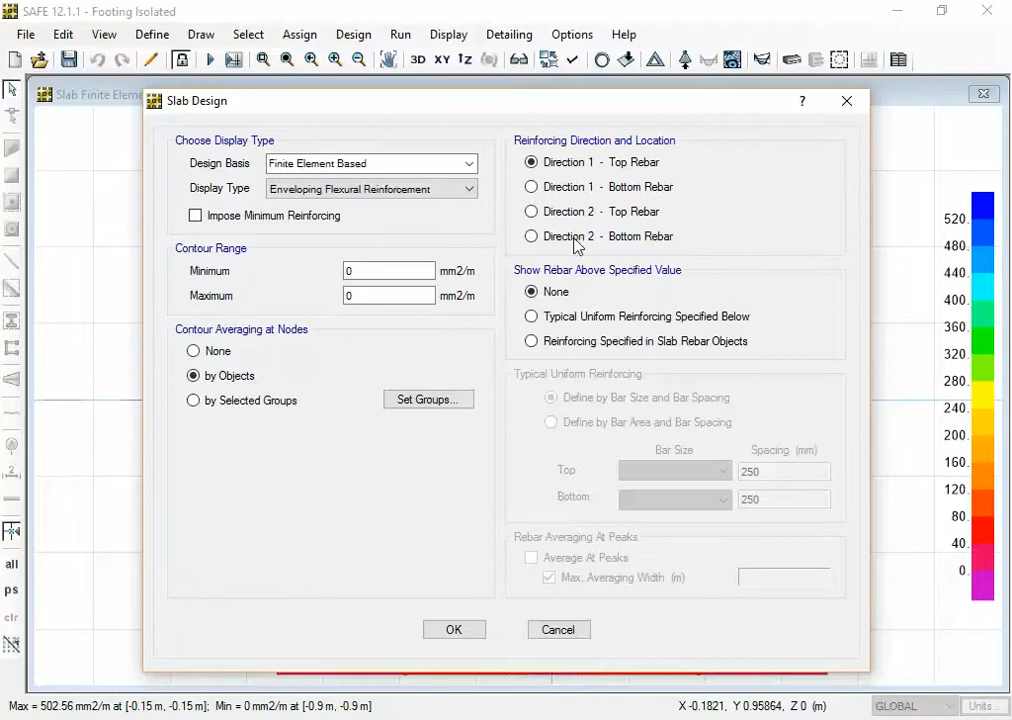 SAFE 12.1.1 - Footing Isolated
File Edit View Define Draw Select Assign Design Run Display Detailing Options Help
3D XY
Slab Finite Eleme
Slab Design
?
Choose Display Type
Design Basis Finite Element Based
Display Type Enveloping Flexural Reinforcement
Impose Minimum Reinforcing
Contour Range
Minimum 0 mm2/m
Maximum 0 mm2/m
Contour Averaging at Nodes
None
by Objects
by Selected Groups Set Groups...
Reinforcing Direction and Location
Direction 1 - Top Rebar
Direction 1 - Bottom Rebar
Direction 2 - Top Rebar
Direction 2 - Bottom Rebar
Show Rebar Above Specified Value
None
Typical Uniform Reinforcing Specified Below
Reinforcing Specified in Slab Rebar Objects
Typical Uniform Reinforcing
Define by Bar Size and Bar Spacing
Define by Bar Area and Bar Spacing
Bar Size Spacing (mm)
Top 250
Bottom 250
Rebar Averaging At Peaks
Average At Peaks
Max. Averaging Width (m)
OK Cancel
520.
480.
440.
400.
360.
320.
280.
240.
200.
160.
120.
80.
40.
0.
all
ps
clr
Max = 502.56 mm2/m at [-0.15 m, -0.15 m]; Min = 0 mm2/m at [-0.9 m, -0.9 m] X -0.1821, Y 0.95864, Z 0 (m) GLOBAL Units...